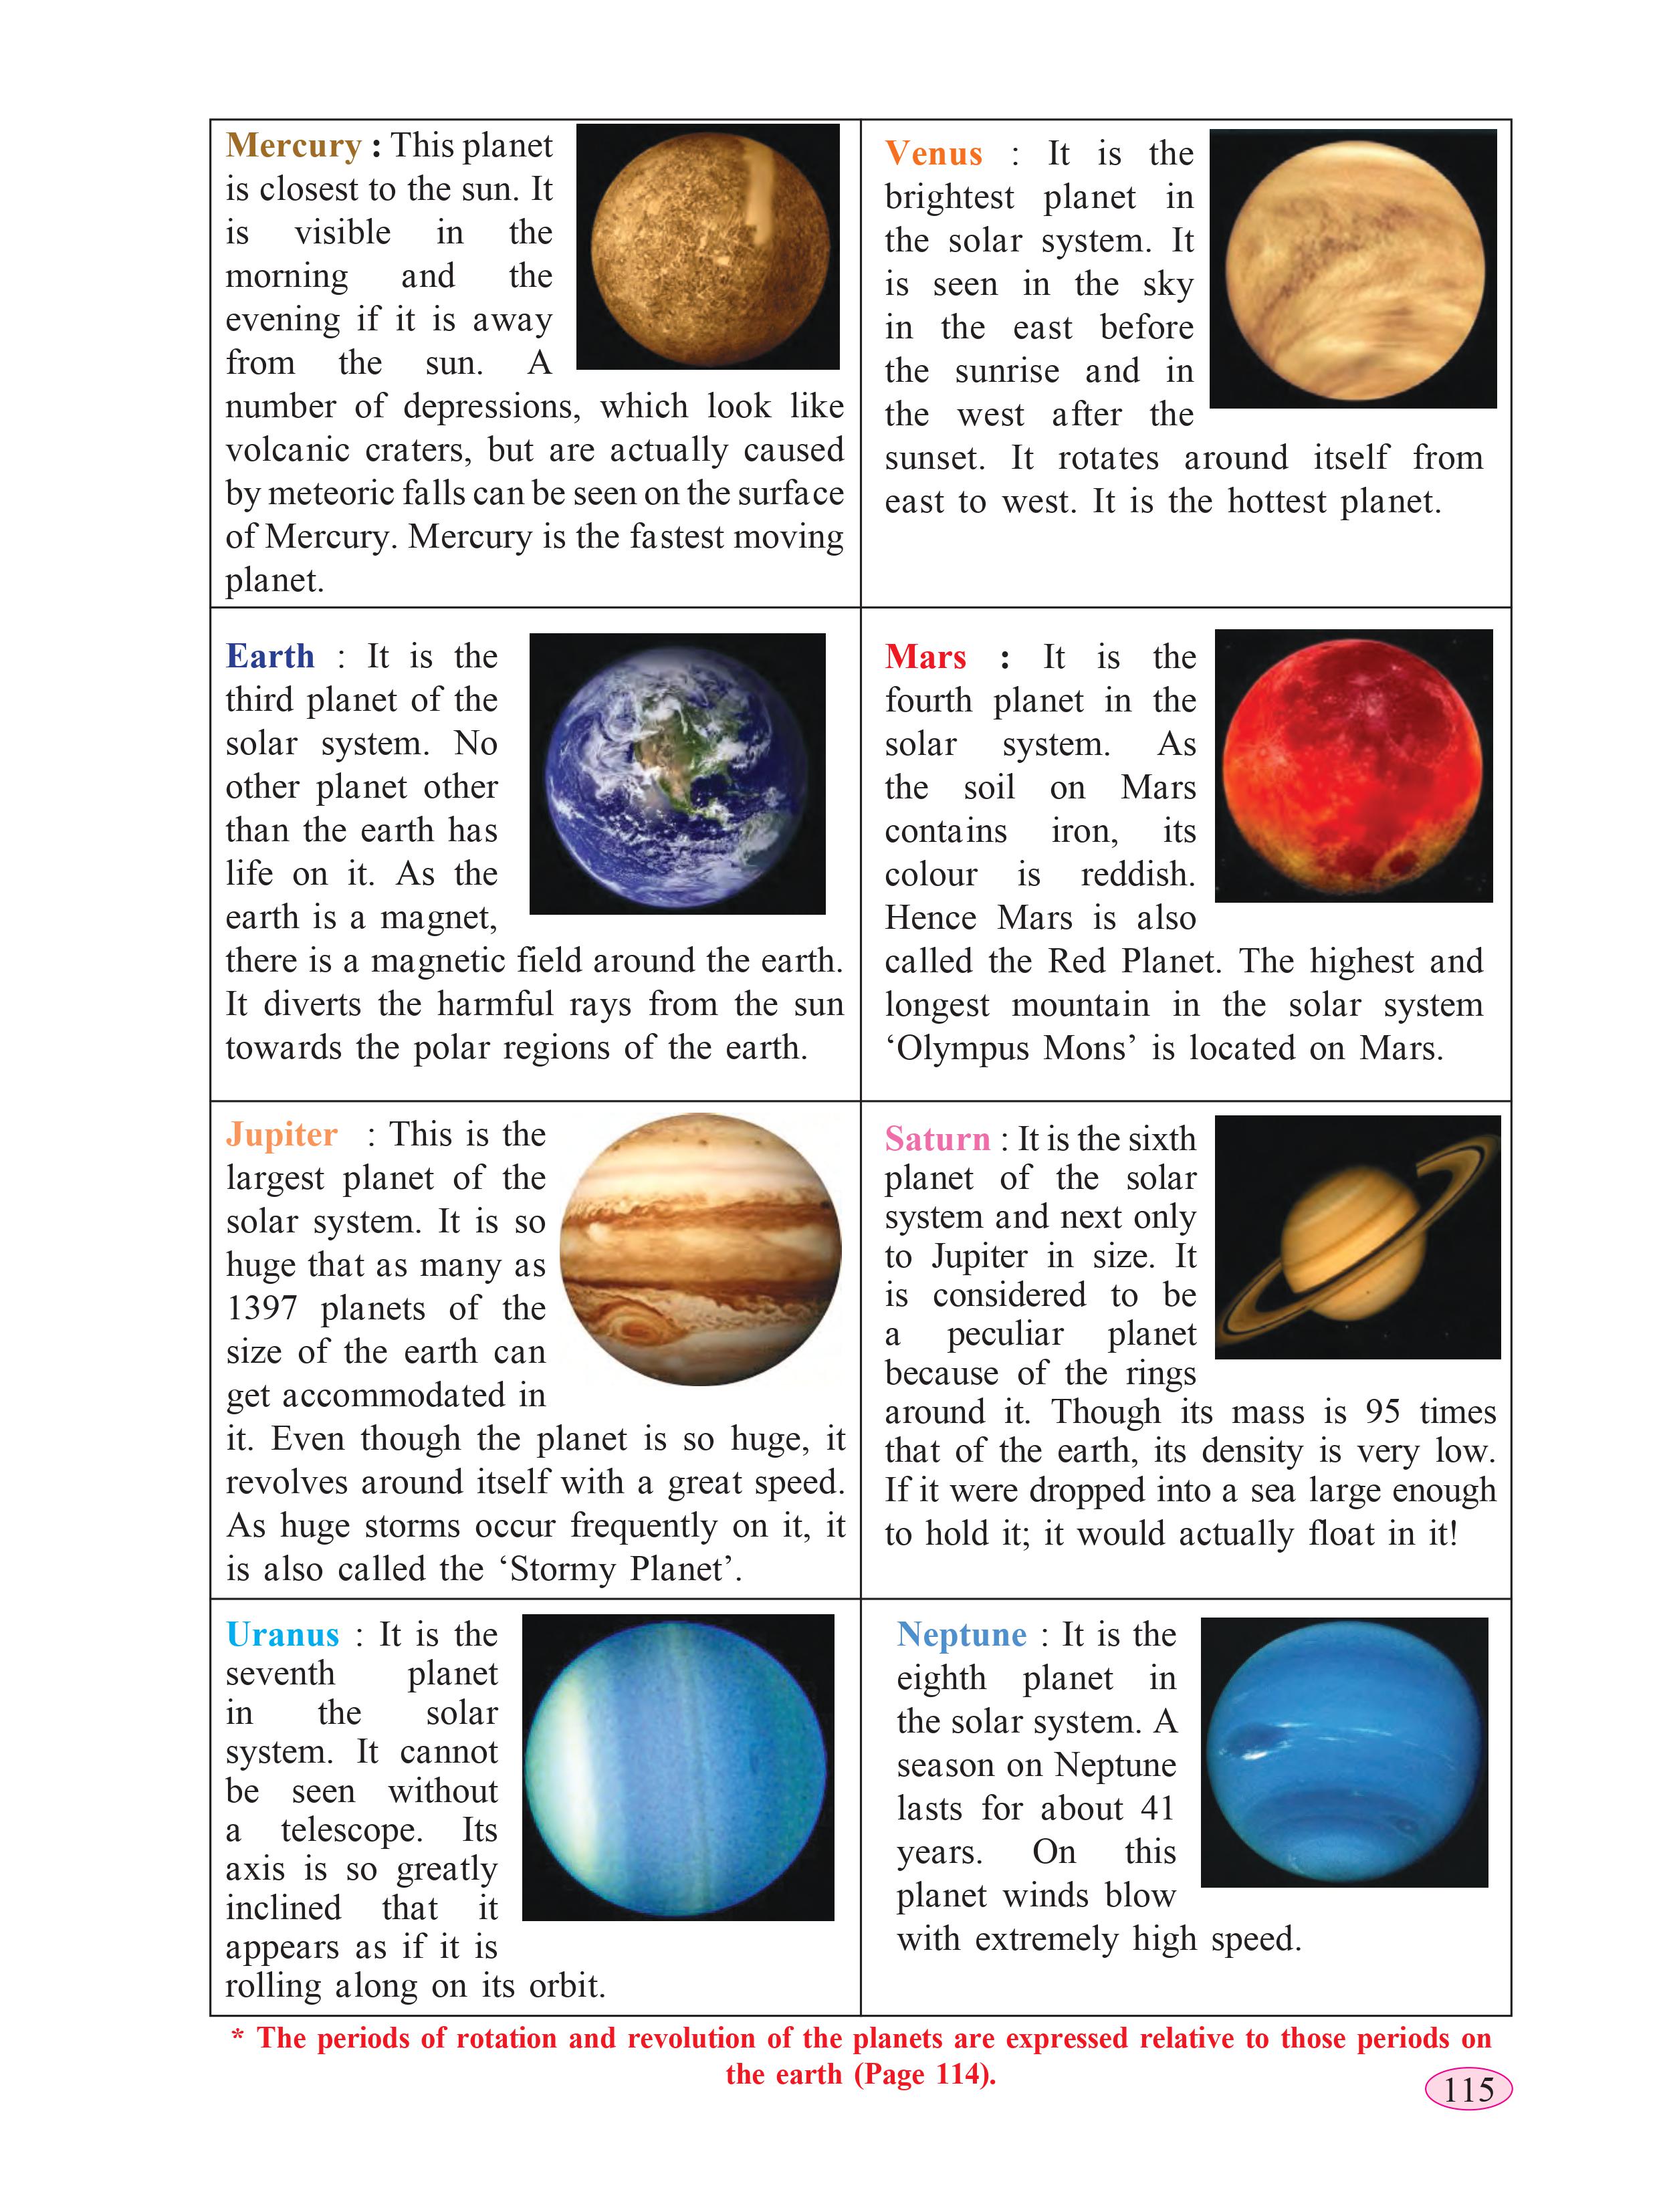 Mercury : This planet
is closest to the sun. It
is visible in the
morning and the
evening if it is away
from the sun. A
number of depressions, which look like
volcanic craters, but are actually caused
by meteoric falls can be seen on the surface
of Mercury. Mercury is the fastest moving
planet.
Venus : It is the
brightest planet in
the solar system. It
is seen in the sky
in the east before
the sunrise and in
the west after the
sunset. It rotates around itself from
east to west. It is the hottest planet.
Earth : It is the
third planet of the
solar system. No
other planet other
than the earth has
life on it. As the
earth is a magnet,
there is a magnetic field around the earth.
It diverts the harmful rays from the sun
towards the polar regions of the earth.
Mars : It is the
fourth planet in the
solar system. As
the soil on Mars
contains iron, its
colour is reddish.
Hence Mars is also
called the Red Planet. The highest and
longest mountain in the solar system
‘Olympus Mons’ is located on Mars.
Jupiter : This is the
largest planet of the
solar system. It is so
huge that as many as
1397 planets of the
size of the earth can
get accommodated in
it. Even though the planet is so huge, it
revolves around itself with a great speed.
As huge storms occur frequently on it, it
is also called the ‘Stormy Planet’.
Saturn : It is the sixth
planet of the solar
system and next only
to Jupiter in size. It
is considered to be
a peculiar planet
because of the rings
around it. Though its mass is 95 times
that of the earth, its density is very low.
If it were dropped into a sea large enough
to hold it; it would actually float in it!
Uranus : It is the
seventh planet
in the solar
system. It cannot
be seen without
a telescope. Its
axis is so greatly
inclined that it
appears as if it is
rolling along on its orbit.
Neptune : It is the
eighth planet in
the solar system. A
season on Neptune
lasts for about 41
years. On this
planet winds blow
with extremely high speed.
* The periods of rotation and revolution of the planets are expressed relative to those periods on
the earth (Page 114).
115